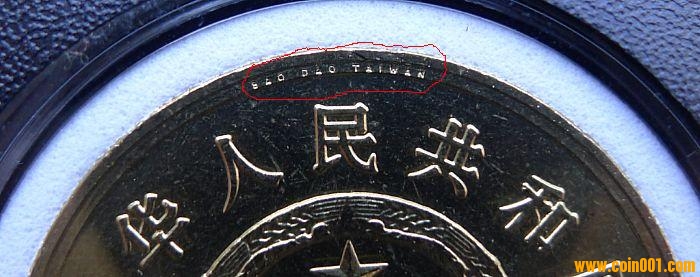 BAO DAO TAIWAN
华人民共和
www.coin001.com